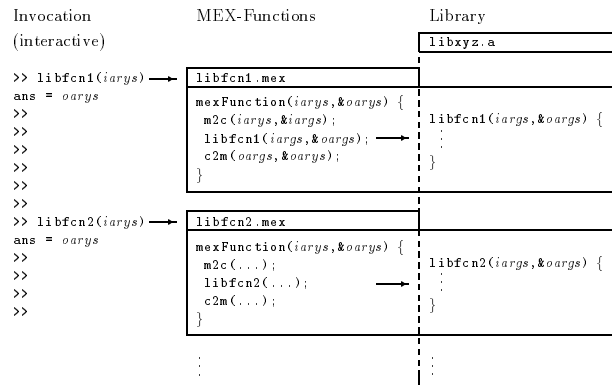 Invocation
(interactive)
>> libfcn1(iarys)
ans = oarys
>>
>>
>>
>>
>>
>>
>> libfcn2(iarys)
ans = oarys
>>
>>
>>
>>
MEX-Functions
libfcn1.mex
mexFunction(iarys,&oarys) {
m2c(iarys,&iargs);
libfcn1(iargs,&oargs);
c2m(oargs,&oarys);
}
libfcn2.mex
mexFunction(iarys,&oarys) {
m2c(...);
libfcn2(...);
c2m(...);
}
⋮
Library
libxyz.a
libfcn1(iargs,&oargs) {
⋮
}
libfcn2(iargs,&oargs) {
⋮
}
⋮